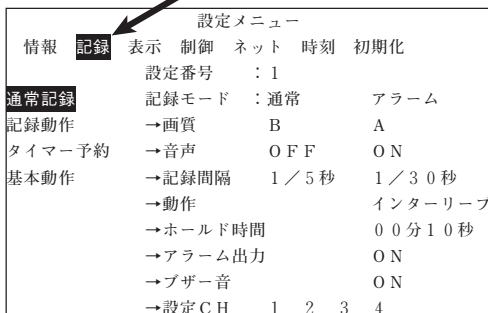 設定メニュー
情報 記録 表示 制御 ネット 時刻 初期化
設定番号 ：１
通常記録 記録モード ：通常 アラーム
記録動作 →画質 Ｂ Ａ
タイマー予約 →音声 ＯＦＦ ＯＮ
基本動作 →記録間隔 １／５秒 １／３０秒
→動作 インターリーブ
→ホールド時間 ００分１０秒
→アラーム出力 ＯＮ
→ブザー音 ＯＮ
→設定ＣＨ １ ２ ３ ４